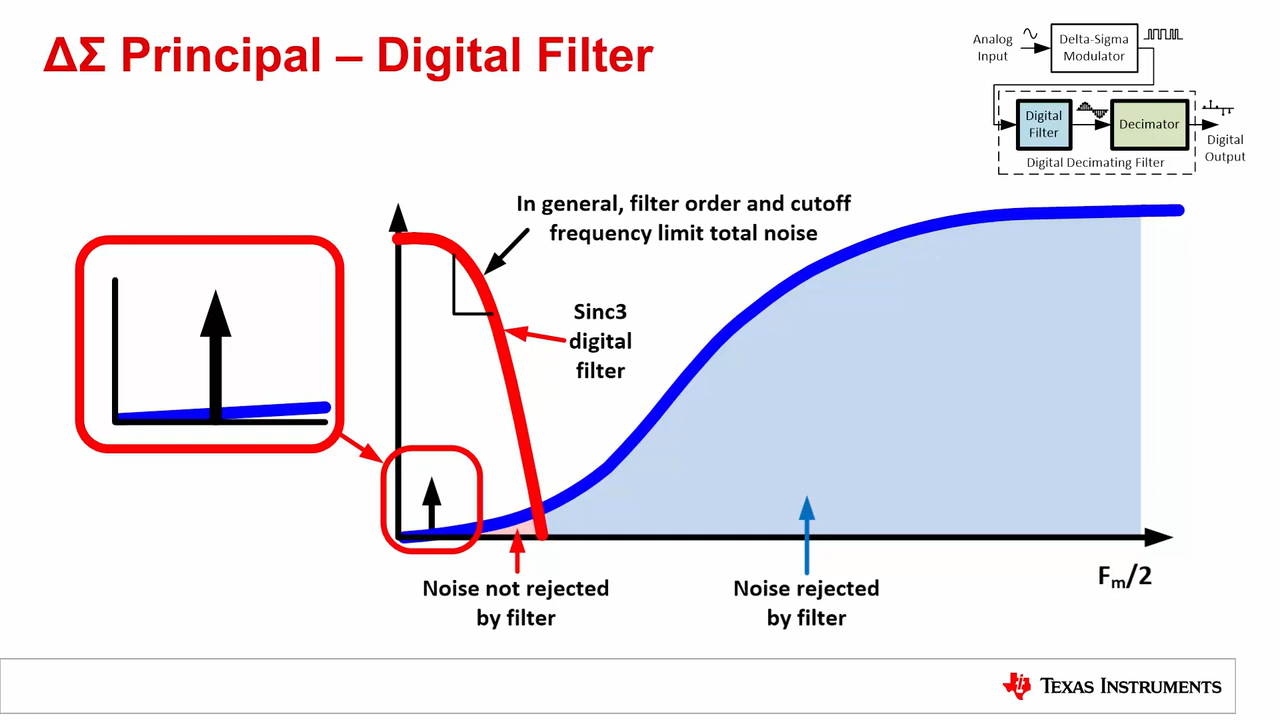 ΔΣ Principal – Digital Filter
Analog
Input
Delta-Sigma
Modulator
Digital
Filter
Decimator
Digital
Output
Digital Decimating Filter
In general, filter order and cutoff
frequency limit total noise
Sinc3
digital
filter
Noise not rejected
by filter
Noise rejected
by filter
Fm/2
TEXAS INSTRUMENTS